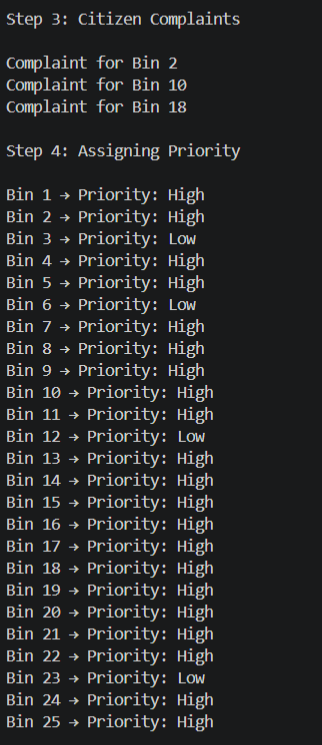 Step 3: Citizen Complaints
Complaint for Bin 2
Complaint for Bin 10
Complaint for Bin 18
Step 4: Assigning Priority
Bin 1 → Priority: High
Bin 2 → Priority: High
Bin 3 → Priority: Low
Bin 4 → Priority: High
Bin 5 → Priority: High
Bin 6 → Priority: Low
Bin 7 → Priority: High
Bin 8 → Priority: High
Bin 9 → Priority: High
Bin 10 → Priority: High
Bin 11 → Priority: High
Bin 12 → Priority: Low
Bin 13 → Priority: High
Bin 14 → Priority: High
Bin 15 → Priority: High
Bin 16 → Priority: High
Bin 17 → Priority: High
Bin 18 → Priority: High
Bin 19 → Priority: High
Bin 20 → Priority: High
Bin 21 → Priority: High
Bin 22 → Priority: High
Bin 23 → Priority: Low
Bin 24 → Priority: High
Bin 25 → Priority: High